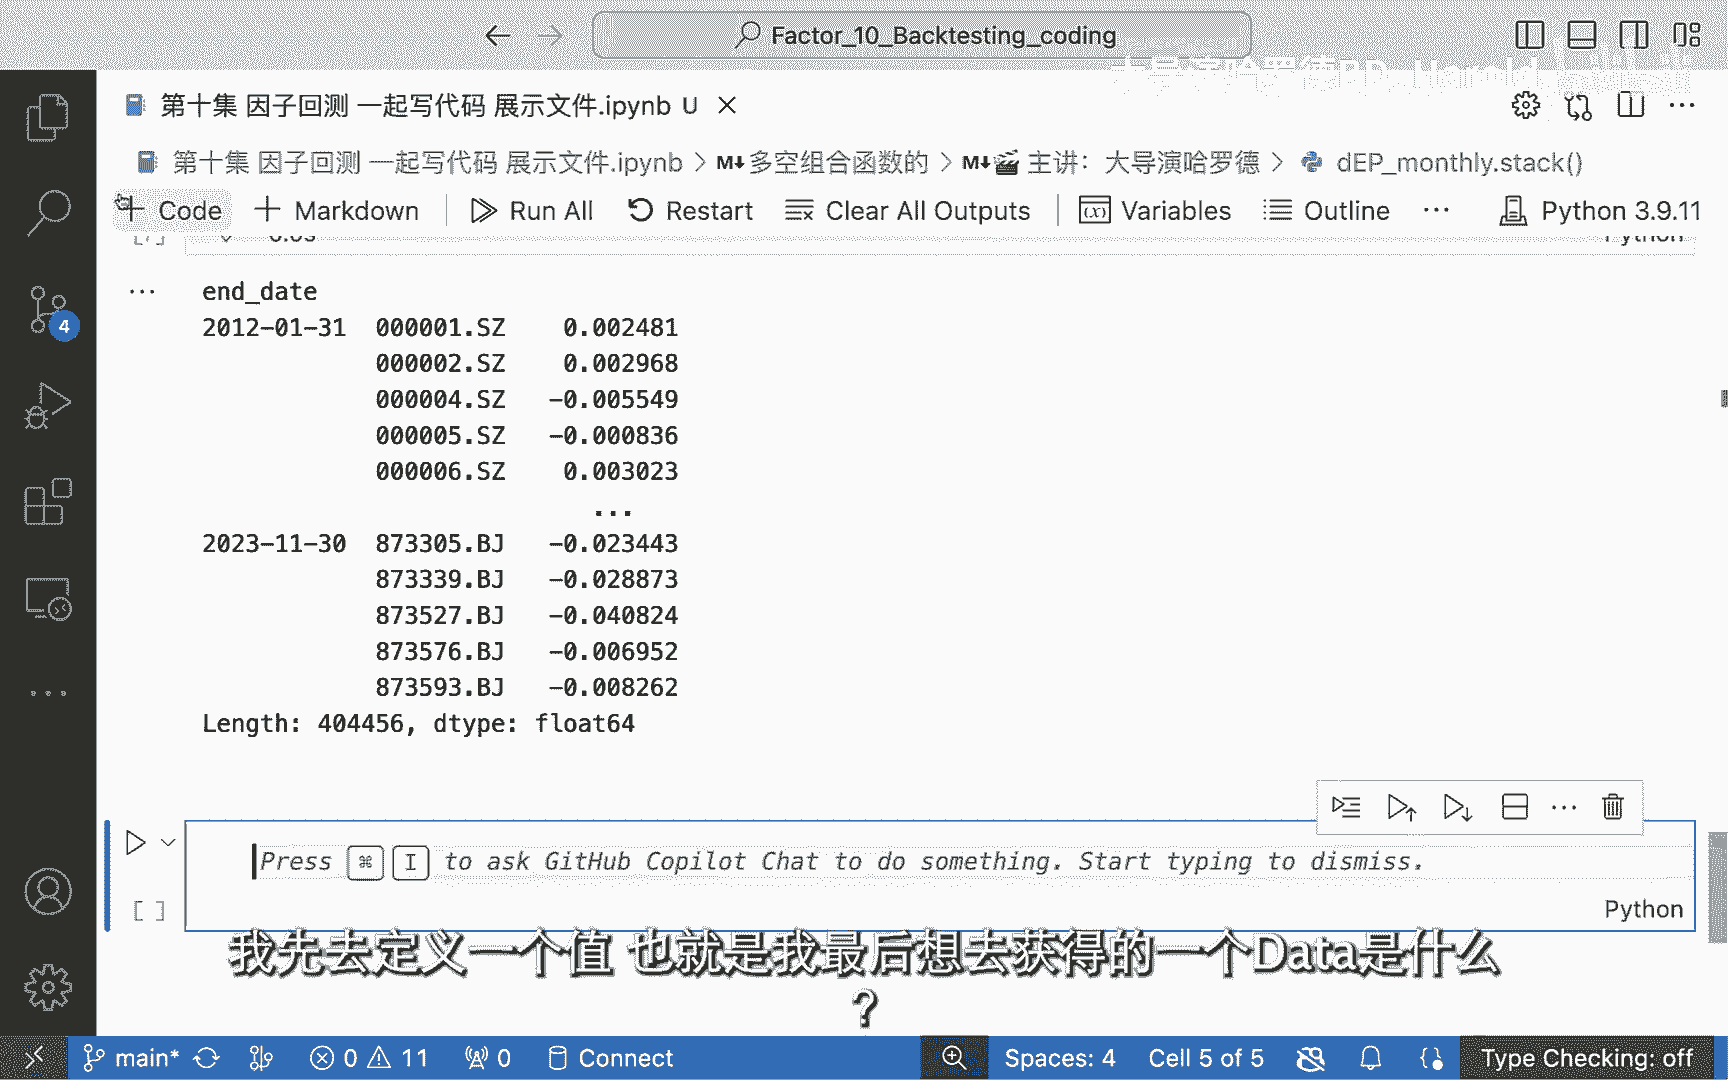 Factor_10_Backtesting_coding
第十集 因子回测 一起写代码 展示文件.ipynb U
第十集 因子回测 一起写代码 展示文件.ipynb > M↓ 多空组合函数的 > M↓ 🎬 主讲：大导演哈罗德 > dEP_monthly.stack()
+ Code + Markdown Run All Restart Clear All Outputs Variables Outline ··· Python 3.9.11
Python
··· end_date
2012-01-31 000001.SZ 0.002481
000002.SZ 0.002968
000004.SZ -0.005549
000005.SZ -0.000836
000006.SZ 0.003023
...
2023-11-30 873305.BJ -0.023443
873339.BJ -0.028873
873527.BJ -0.040824
873576.BJ -0.006952
873593.BJ -0.008262
Length: 404456, dtype: float64
Press ⌘ I to ask GitHub Copilot Chat to do something. Start typing to dismiss.
[ ] Python
我先去定义一个值 也就是我最后想去获得的一个Data是什么
？
4
main* 0 11 0 Connect Spaces: 4 Cell 5 of 5 Type Checking: off